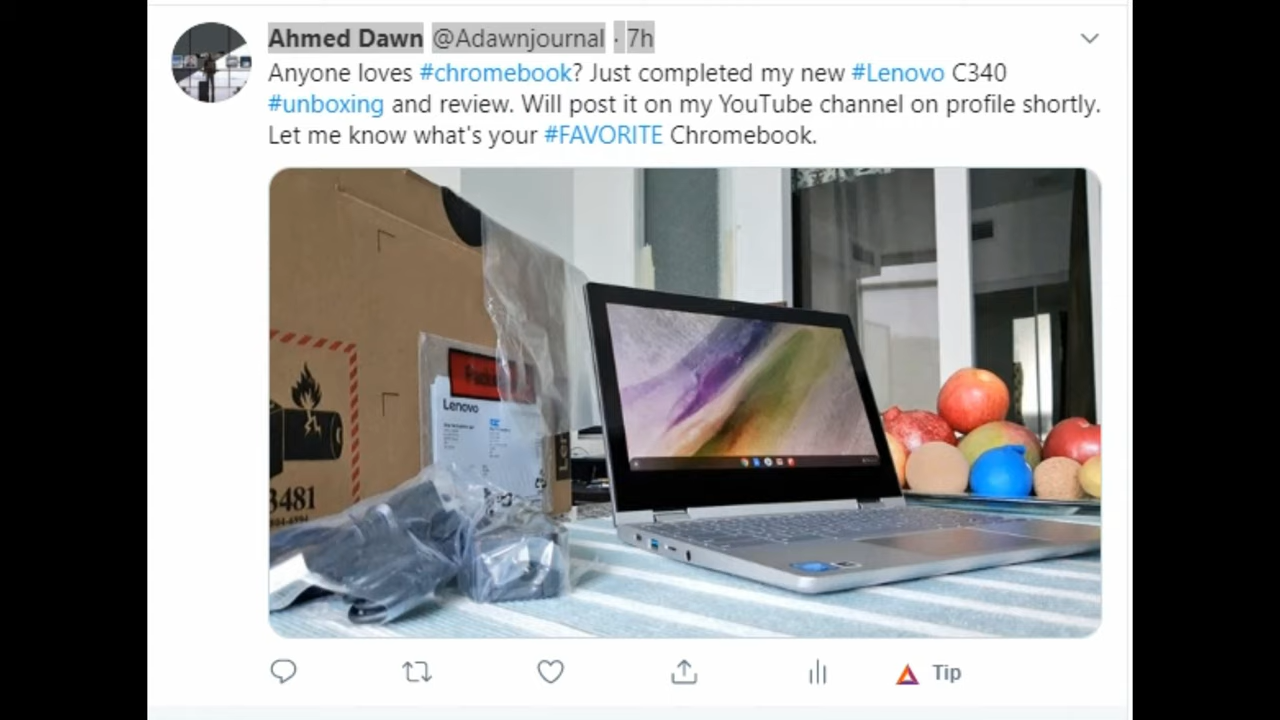 Ahmed Dawn @Adawnjournal · 7h
Anyone loves #chromebook? Just completed my new #Lenovo C340
#unboxing and review. Will post it on my YouTube channel on profile shortly.
Let me know what's your #FAVORITE Chromebook.
Lenovo
3481
Tip